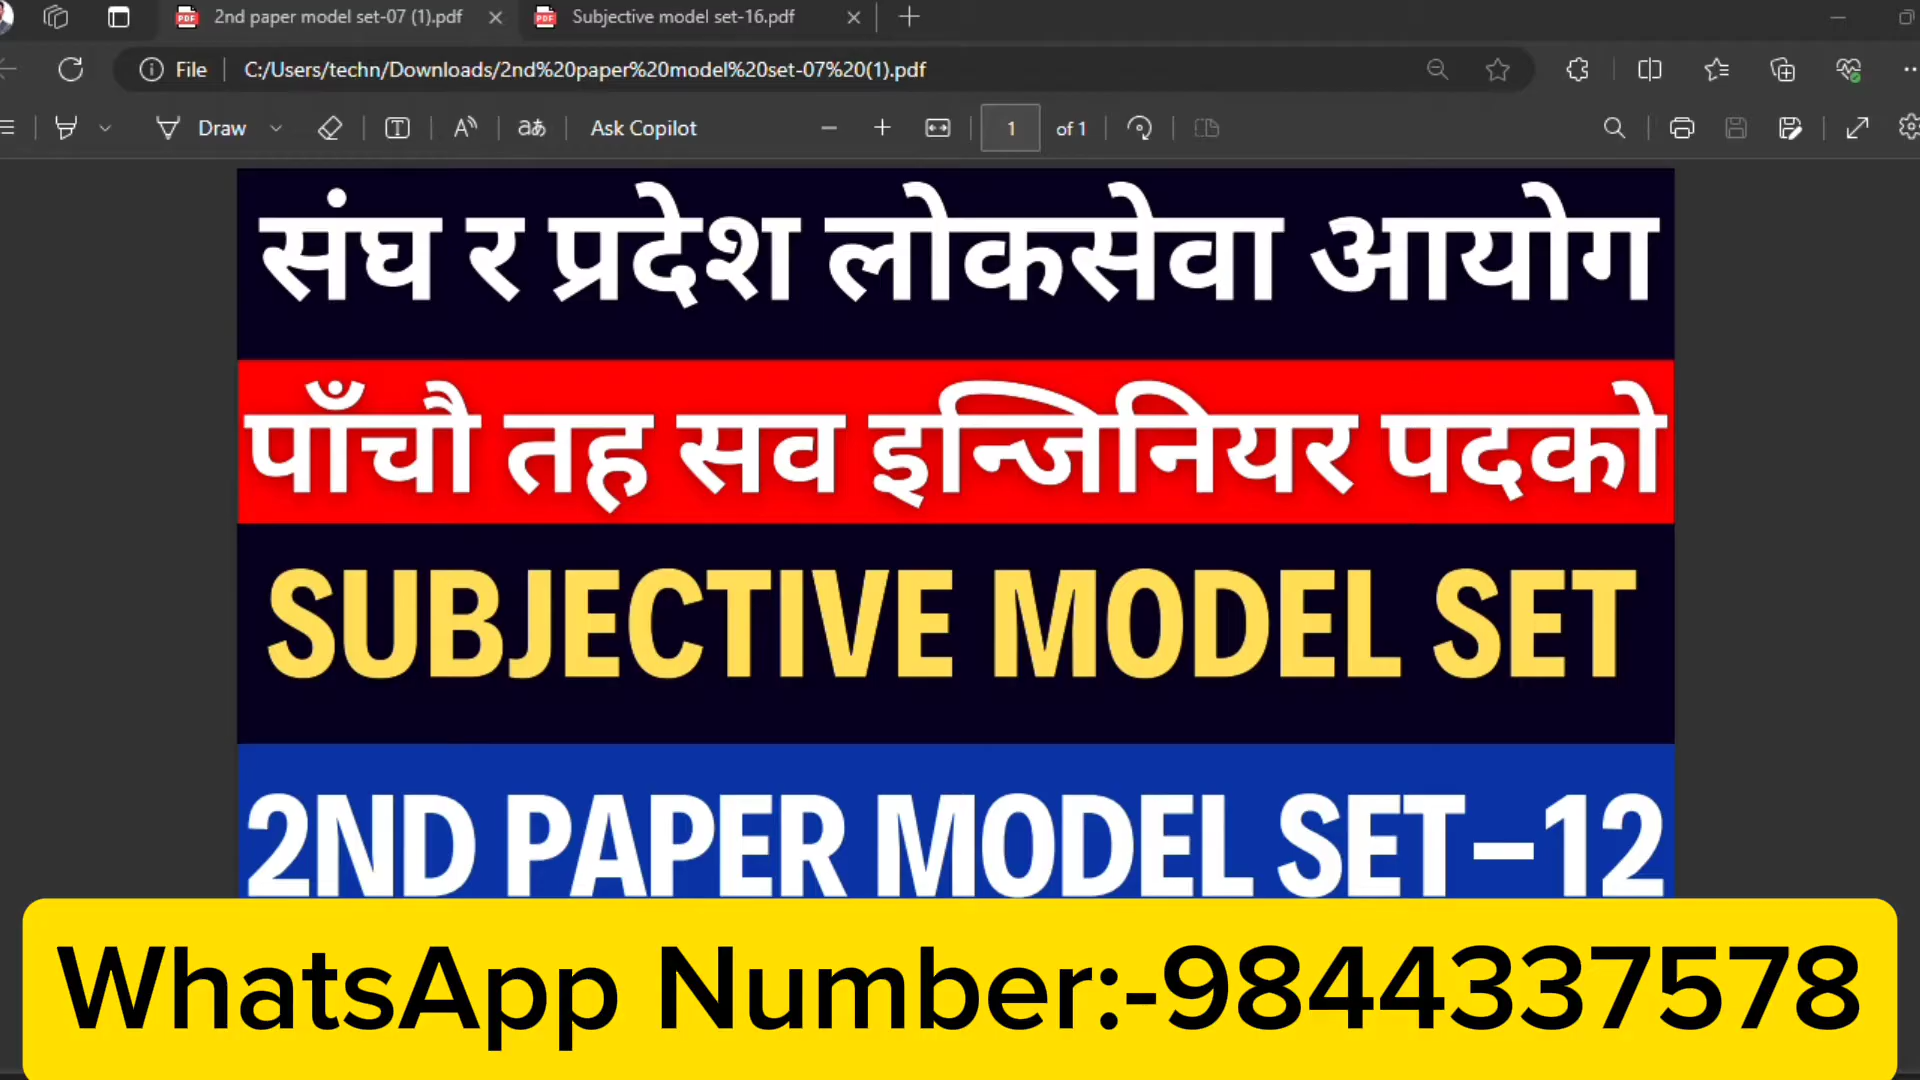 2nd paper model set-07 (1).pdf
Subjective model set-16.pdf
File
C:/Users/techn/Downloads/2nd%20paper%20model%20set-07%20(1).pdf
Draw
Ask Copilot
1 of 1
संघ र प्रदेश लोकसेवा आयोग
पाँचौ तह सव इन्जिनियर पदको
SUBJECTIVE MODEL SET
2ND PAPER MODEL SET-12
WhatsApp Number:-9844337578